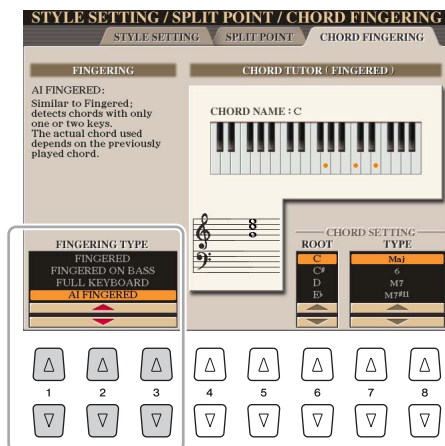 STYLE SETTING / SPLIT POINT / CHORD FINGERING
STYLE SETTING SPLIT POINT CHORD FINGERING
FINGERING
AI FINGERED:
Similar to Fingered;
detects chords with only
one or two keys.
The actual chord used
depends on the previously
played chord.
CHORD TUTOR ( FINGERED )
CHORD NAME : C
FINGERING TYPE
FINGERED
FINGERED ON BASS
FULL KEYBOARD
AI FINGERED
CHORD SETTING
ROOT TYPE
C Maj
C# 6
D M7
E♭ M7#11
1 2 3 4 5 6 7 8